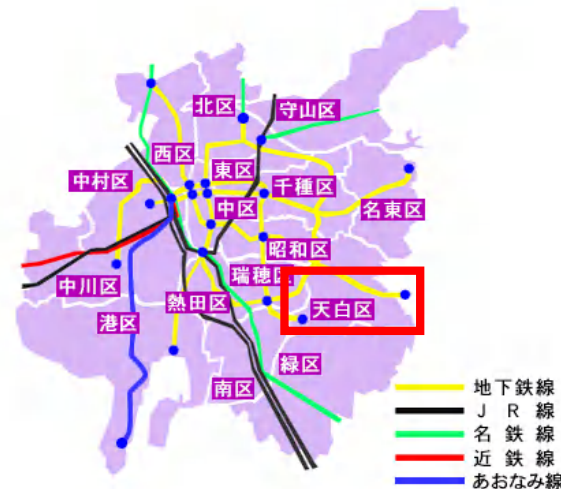 北区
守山区
西区
東区
中村区
千種区
中区
名東区
昭和区
瑞穂区
中川区
熱田区
天白区
港区
緑区
南区
地下鉄線
ＪＲ線
名鉄線
近鉄線
あおなみ線